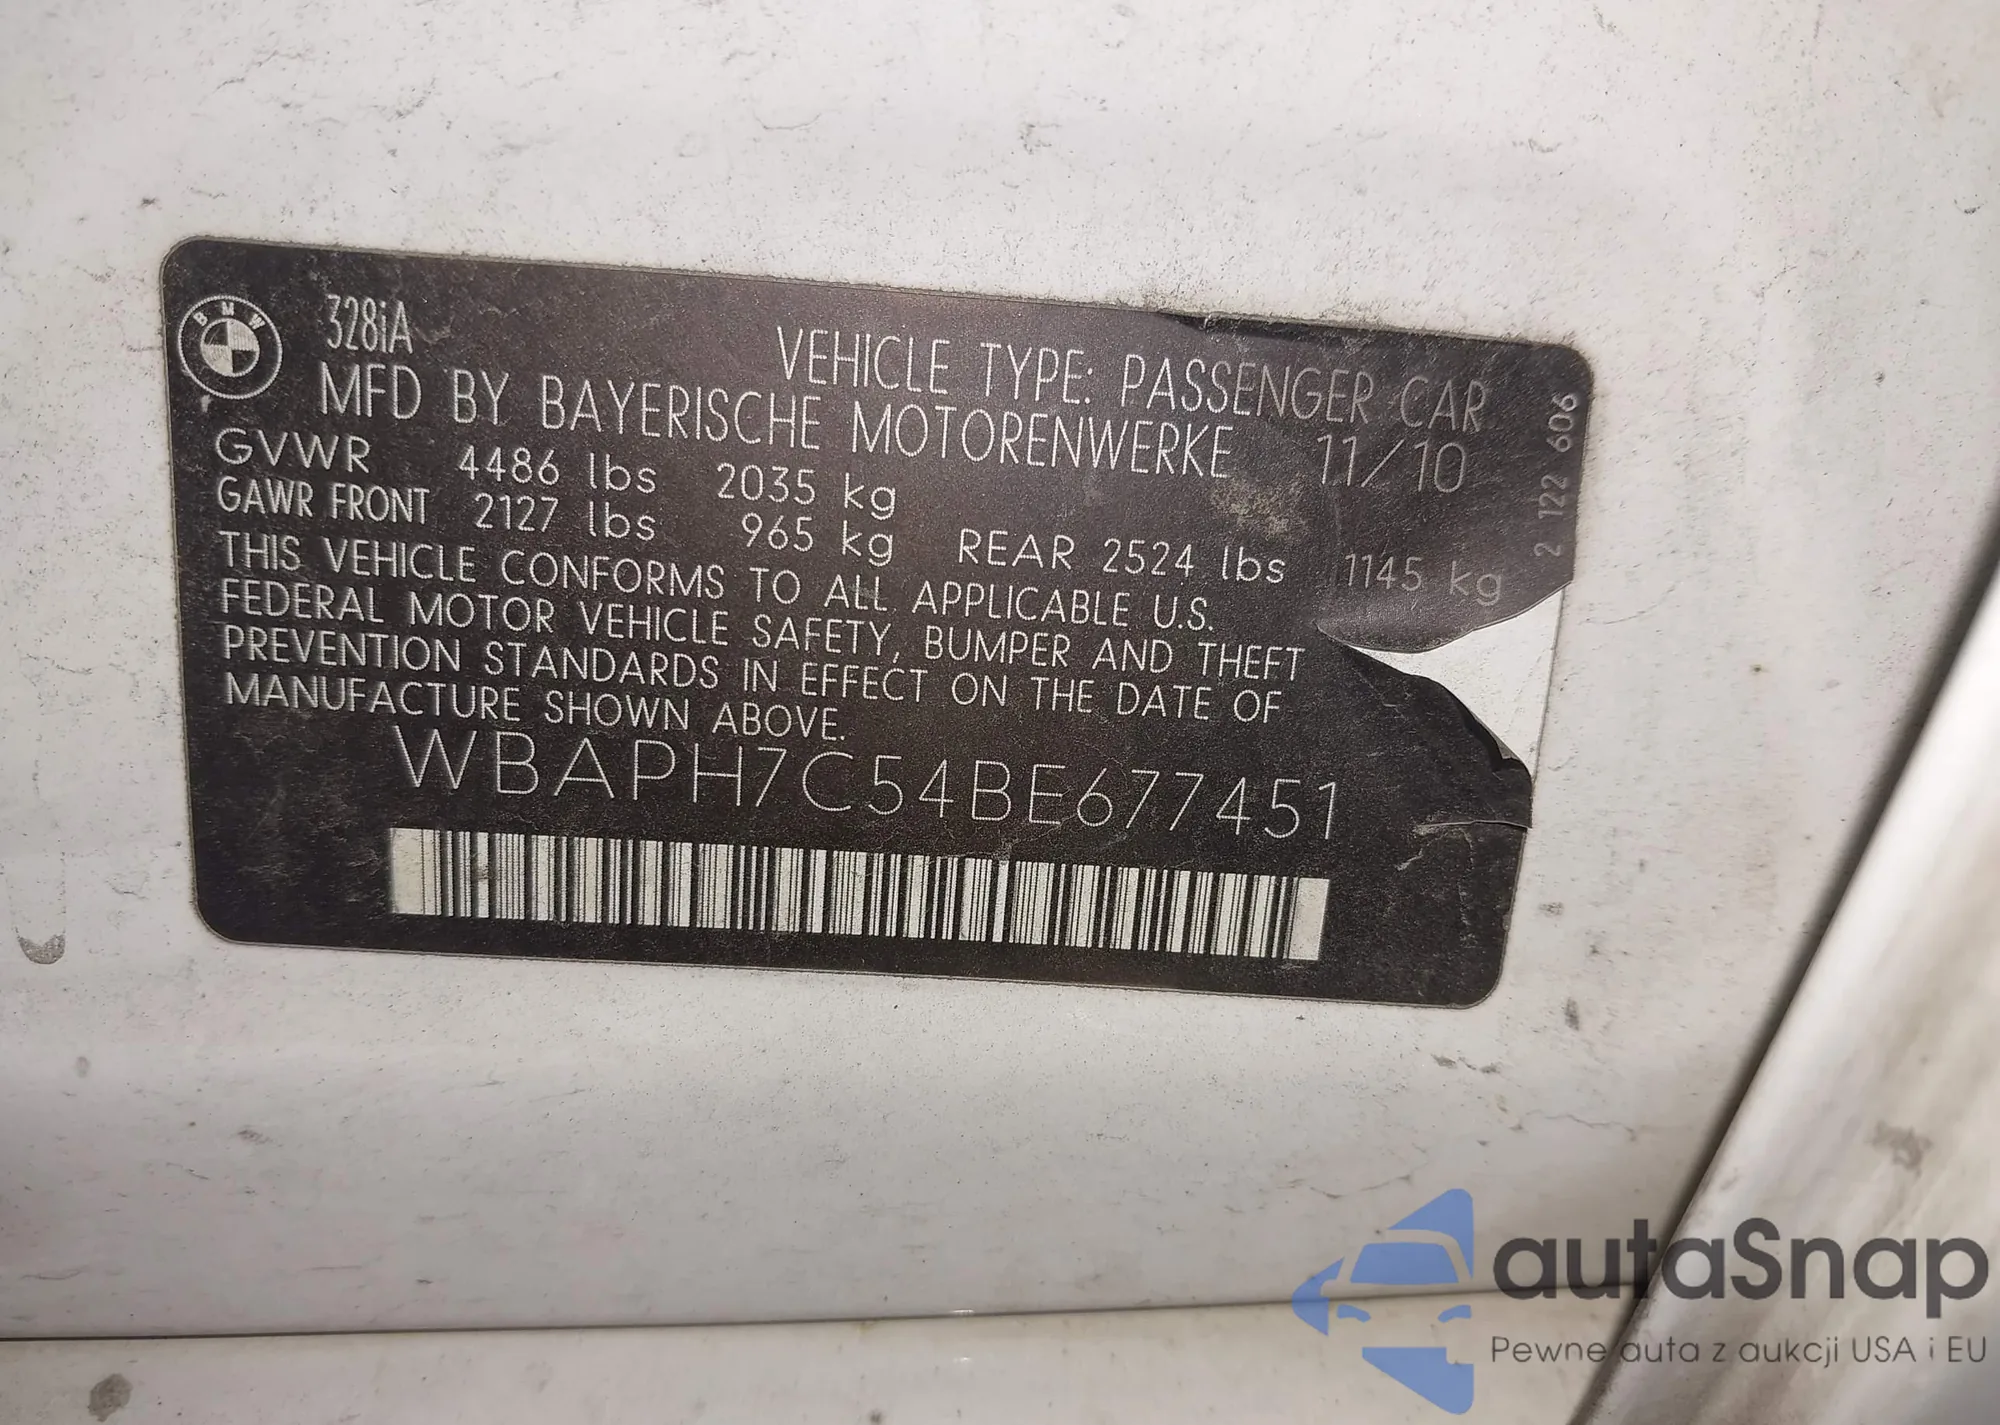 BMW
328iA
VEHICLE TYPE: PASSENGER CAR
MFD BY BAYERISCHE MOTORENWERKE 11/10
GVWR 4486 lbs 2035 kg
GAWR FRONT 2127 lbs 965 kg REAR 2524 lbs 1145 kg
THIS VEHICLE CONFORMS TO ALL APPLICABLE U.S.
FEDERAL MOTOR VEHICLE SAFETY, BUMPER AND THEFT
PREVENTION STANDARDS IN EFFECT ON THE DATE OF
MANUFACTURE SHOWN ABOVE.
WBAPH7C54BE677451
2 122 606
autaSnap
Pewne auta z aukcji USA i EU